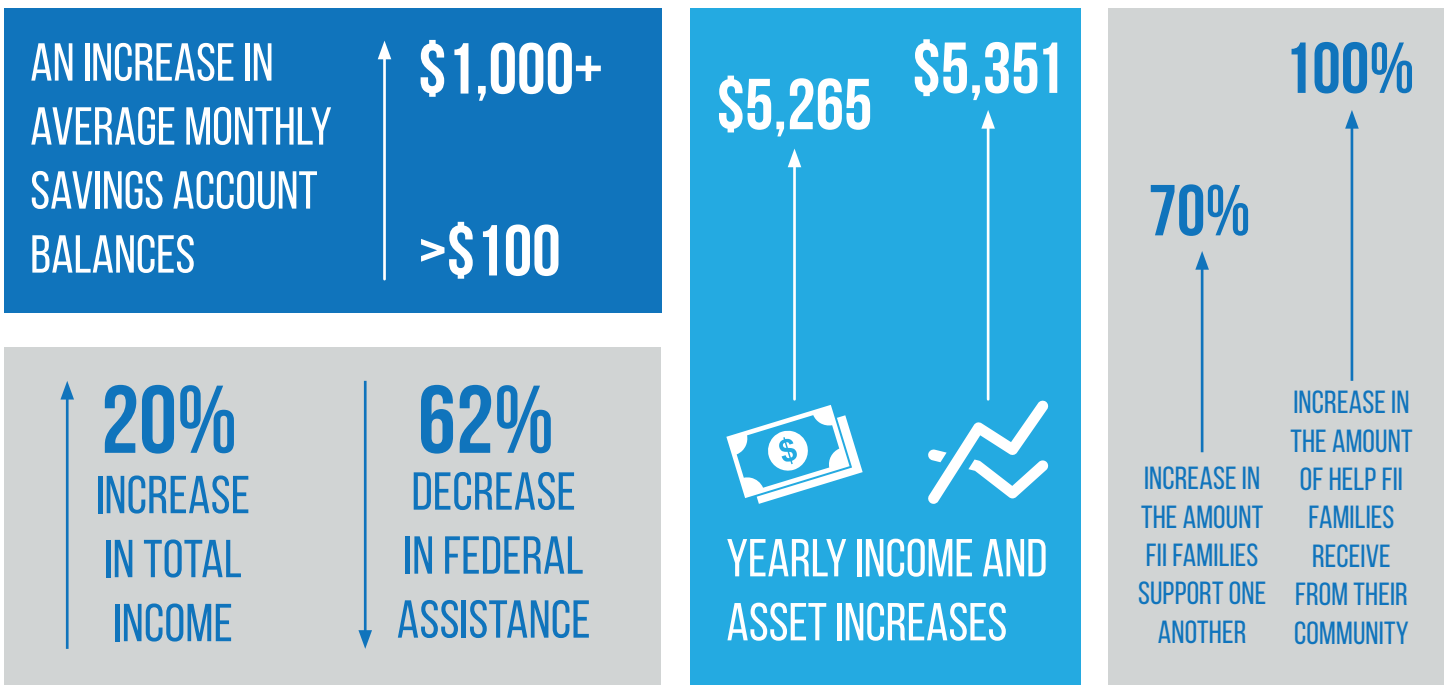 AN INCREASE IN
AVERAGE MONTHLY
SAVINGS ACCOUNT
BALANCES
$1,000+
>$100
20%
INCREASE
IN TOTAL
INCOME
62%
DECREASE
IN FEDERAL
ASSISTANCE
$5,265
$5,351
$
YEARLY INCOME AND
ASSET INCREASES
70%
INCREASE IN
THE AMOUNT
FII FAMILIES
SUPPORT ONE
ANOTHER
100%
INCREASE IN
THE AMOUNT
OF HELP FII
FAMILIES
RECEIVE
FROM THEIR
COMMUNITY